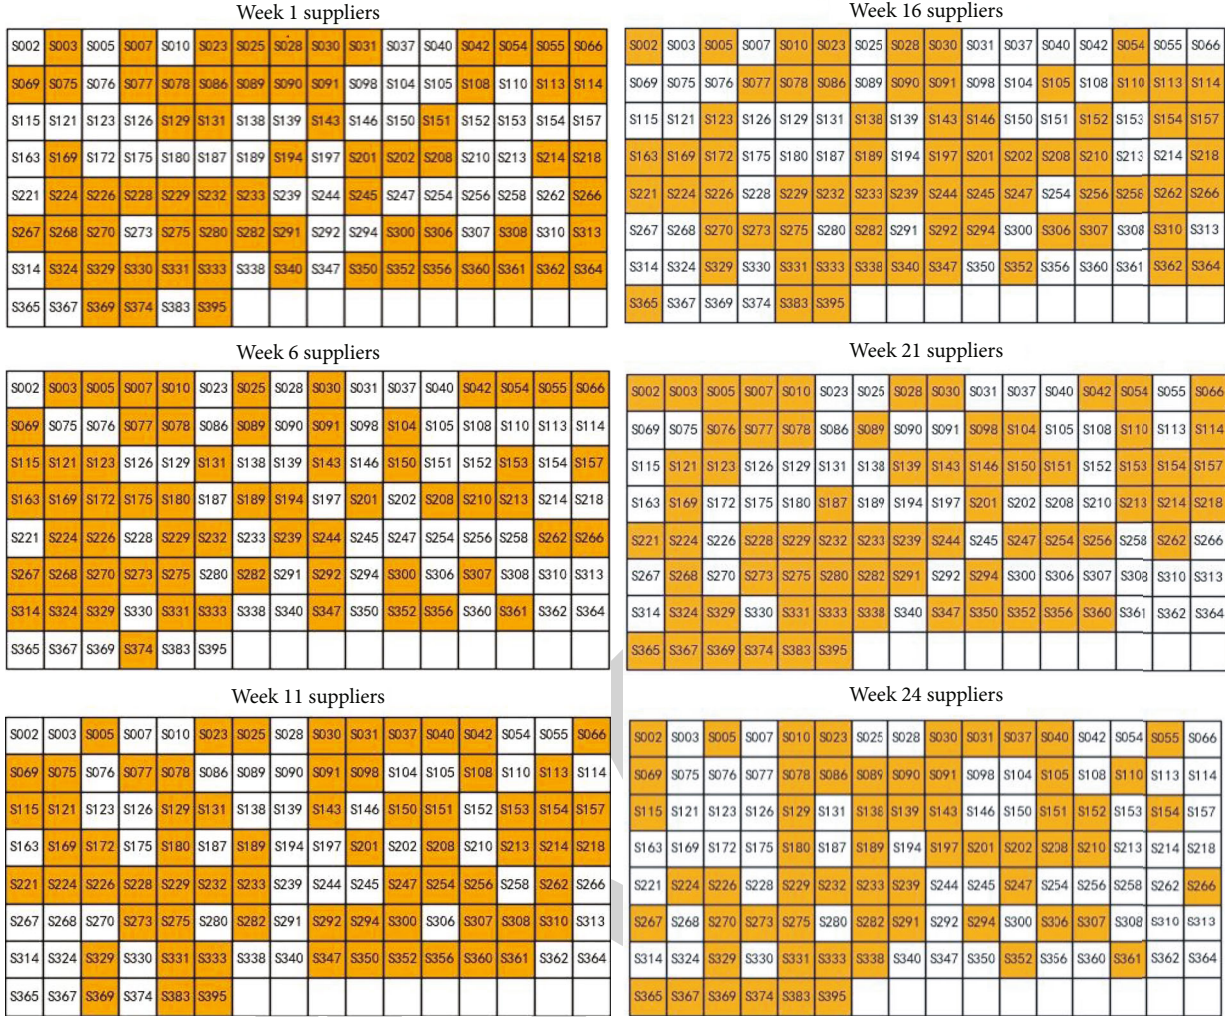 Week 1 suppliers
S002 S003 S005 S007 S010 S023 S025 S028 S030 S031 S037 S040 S042 S054 S055 S066
S069 S075 S076 S077 S078 S086 S089 S090 S091 S098 S104 S105 S108 S110 S113 S114
S115 S121 S123 S126 S129 S131 S138 S139 S143 S146 S150 S151 S152 S153 S154 S157
S163 S169 S172 S175 S180 S187 S189 S194 S197 S201 S202 S208 S210 S213 S214 S218
S221 S224 S226 S228 S229 S232 S233 S239 S244 S245 S247 S254 S256 S258 S262 S266
S267 S268 S270 S273 S275 S280 S282 S291 S292 S294 S300 S306 S307 S308 S310 S313
S314 S324 S329 S330 S331 S333 S338 S340 S347 S350 S352 S356 S360 S361 S362 S364
S365 S367 S369 S374 S383 S395
Week 6 suppliers
S002 S003 S005 S007 S010 S023 S025 S028 S030 S031 S037 S040 S042 S054 S055 S066
S069 S075 S076 S077 S078 S086 S089 S090 S091 S098 S104 S105 S108 S110 S113 S114
S115 S121 S123 S126 S129 S131 S138 S139 S143 S146 S150 S151 S152 S153 S154 S157
S163 S169 S172 S175 S180 S187 S189 S194 S197 S201 S202 S208 S210 S213 S214 S218
S221 S224 S226 S228 S229 S232 S233 S239 S244 S245 S247 S254 S256 S258 S262 S266
S267 S268 S270 S273 S275 S280 S282 S291 S292 S294 S300 S306 S307 S308 S310 S313
S314 S324 S329 S330 S331 S333 S338 S340 S347 S350 S352 S356 S360 S361 S362 S364
S365 S367 S369 S374 S383 S395
Week 11 suppliers
S002 S003 S005 S007 S010 S023 S025 S028 S030 S031 S037 S040 S042 S054 S055 S066
S069 S075 S076 S077 S078 S086 S089 S090 S091 S098 S104 S105 S108 S110 S113 S114
S115 S121 S123 S126 S129 S131 S138 S139 S143 S146 S150 S151 S152 S153 S154 S157
S163 S169 S172 S175 S180 S187 S189 S194 S197 S201 S202 S208 S210 S213 S214 S218
S221 S224 S226 S228 S229 S232 S233 S239 S244 S245 S247 S254 S256 S258 S262 S266
S267 S268 S270 S273 S275 S280 S282 S291 S292 S294 S300 S306 S307 S308 S310 S313
S314 S324 S329 S330 S331 S333 S338 S340 S347 S350 S352 S356 S360 S361 S362 S364
S365 S367 S369 S374 S383 S395
Week 16 suppliers
S002 S003 S005 S007 S010 S023 S025 S028 S030 S031 S037 S040 S042 S054 S055 S066
S069 S075 S076 S077 S078 S086 S089 S090 S091 S098 S104 S105 S108 S110 S113 S114
S115 S121 S123 S126 S129 S131 S138 S139 S143 S146 S150 S151 S152 S153 S154 S157
S163 S169 S172 S175 S180 S187 S189 S194 S197 S201 S202 S208 S210 S213 S214 S218
S221 S224 S226 S228 S229 S232 S233 S239 S244 S245 S247 S254 S256 S258 S262 S266
S267 S268 S270 S273 S275 S280 S282 S291 S292 S294 S300 S306 S307 S308 S310 S313
S314 S324 S329 S330 S331 S333 S338 S340 S347 S350 S352 S356 S360 S361 S362 S364
S365 S367 S369 S374 S383 S395
Week 21 suppliers
S002 S003 S005 S007 S010 S023 S025 S028 S030 S031 S037 S040 S042 S054 S055 S066
S069 S075 S076 S077 S078 S086 S089 S090 S091 S098 S104 S105 S108 S110 S113 S114
S115 S121 S123 S126 S129 S131 S138 S139 S143 S146 S150 S151 S152 S153 S154 S157
S163 S169 S172 S175 S180 S187 S189 S194 S197 S201 S202 S208 S210 S213 S214 S218
S221 S224 S226 S228 S229 S232 S233 S239 S244 S245 S247 S254 S256 S258 S262 S266
S267 S268 S270 S273 S275 S280 S282 S291 S292 S294 S300 S306 S307 S308 S310 S313
S314 S324 S329 S330 S331 S333 S338 S340 S347 S350 S352 S356 S360 S361 S362 S364
S365 S367 S369 S374 S383 S395
Week 24 suppliers
S002 S003 S005 S007 S010 S023 S025 S028 S030 S031 S037 S040 S042 S054 S055 S066
S069 S075 S076 S077 S078 S086 S089 S090 S091 S098 S104 S105 S108 S110 S113 S114
S115 S121 S123 S126 S129 S131 S138 S139 S143 S146 S150 S151 S152 S153 S154 S157
S163 S169 S172 S175 S180 S187 S189 S194 S197 S201 S202 S208 S210 S213 S214 S218
S221 S224 S226 S228 S229 S232 S233 S239 S244 S245 S247 S254 S256 S258 S262 S266
S267 S268 S270 S273 S275 S280 S282 S291 S292 S294 S300 S306 S307 S308 S310 S313
S314 S324 S329 S330 S331 S333 S338 S340 S347 S350 S352 S356 S360 S361 S362 S364
S365 S367 S369 S374 S383 S395